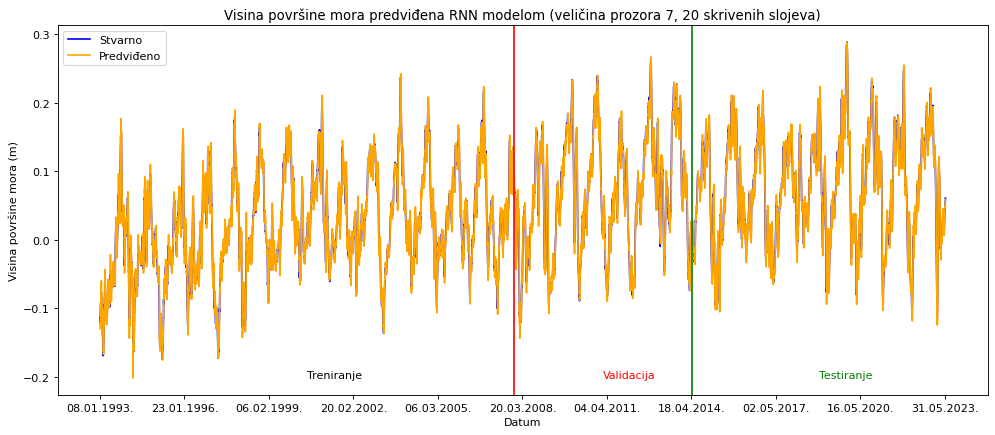 Visina površine mora predviđena RNN modelom (veličina prozora 7, 20 skrivenih slojeva)
Stvarno
Predviđeno
Visina površine mora (m)
0.3
0.2
0.1
0.0
−0.1
−0.2
Treniranje
Validacija
Testiranje
08.01.1993.
23.01.1996.
06.02.1999.
20.02.2002.
06.03.2005.
20.03.2008.
04.04.2011.
18.04.2014.
02.05.2017.
16.05.2020.
31.05.2023.
Datum